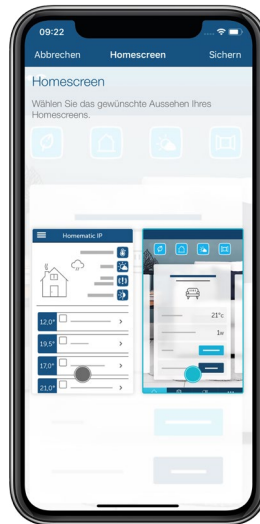 09:22
Abbrechen Homescreen Sichern
Homescreen
Wählen Sie das gewünschte Aussehen Ihres
Homescreens.
Homematic IP
12,0°
19,5°
17,0°
21,0°
21°c